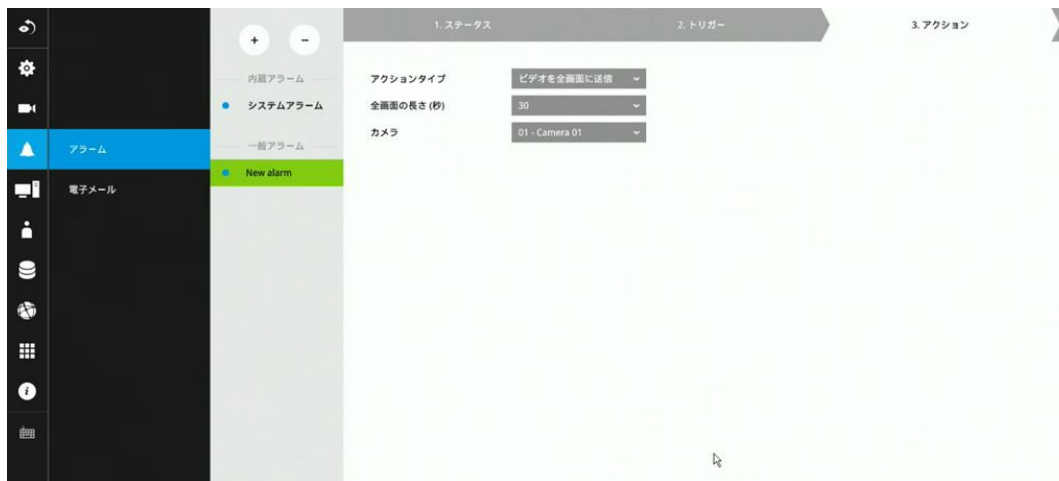 1. ステータス
2. トリガー
3. アクション
+
-
内蔵アラーム
システムアラーム
一般アラーム
New alarm
アラーム
電子メール
アクションタイプ
ビデオを全画面に送信
全画面の長さ (秒)
30
カメラ
01 - Camera 01